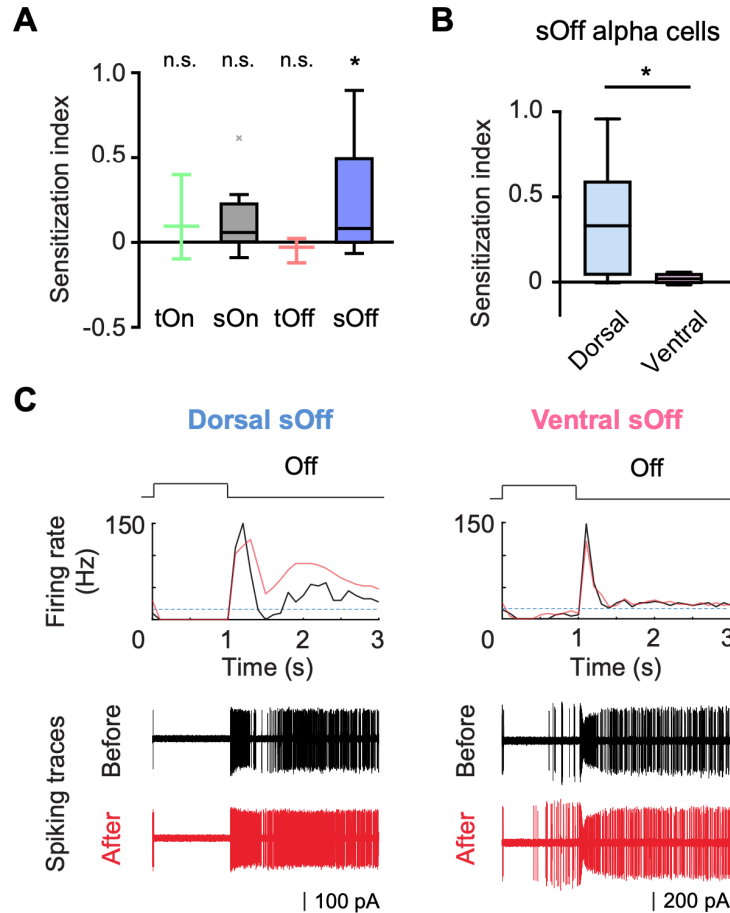 A
n.s. n.s. n.s. *
Sensitization index
1.0
0.5
0
-0.5
tOn sOn tOff sOff
B
sOff alpha cells
*
Sensitization index
1.0
0.5
0
Dorsal Ventral
C
Dorsal sOff
Off
Firing rate
(Hz)
150
0 1 2 3
Time (s)
Ventral sOff
Off
150
0 1 2 3
Time (s)
Spiking traces
Before
After
100 pA
Before
After
200 pA